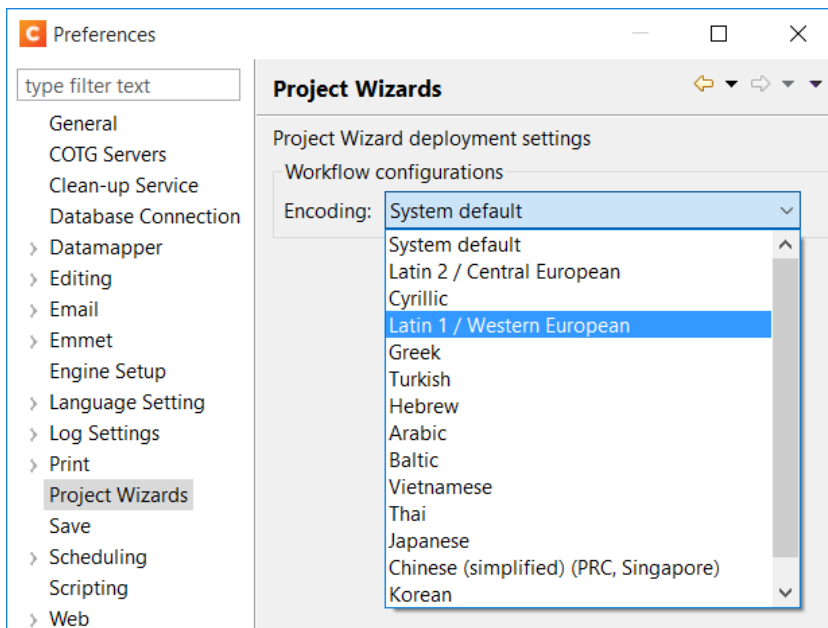 C Preferences
type filter text
General
COTG Servers
Clean-up Service
Database Connection
Datamapper
Editing
Email
Emmet
Engine Setup
Language Setting
Log Settings
Print
Project Wizards
Save
Scheduling
Scripting
Web
Project Wizards
Project Wizard deployment settings
Workflow configurations
Encoding: System default
System default
Latin 2 / Central European
Cyrillic
Latin 1 / Western European
Greek
Turkish
Hebrew
Arabic
Baltic
Vietnamese
Thai
Japanese
Chinese (simplified) (PRC, Singapore)
Korean